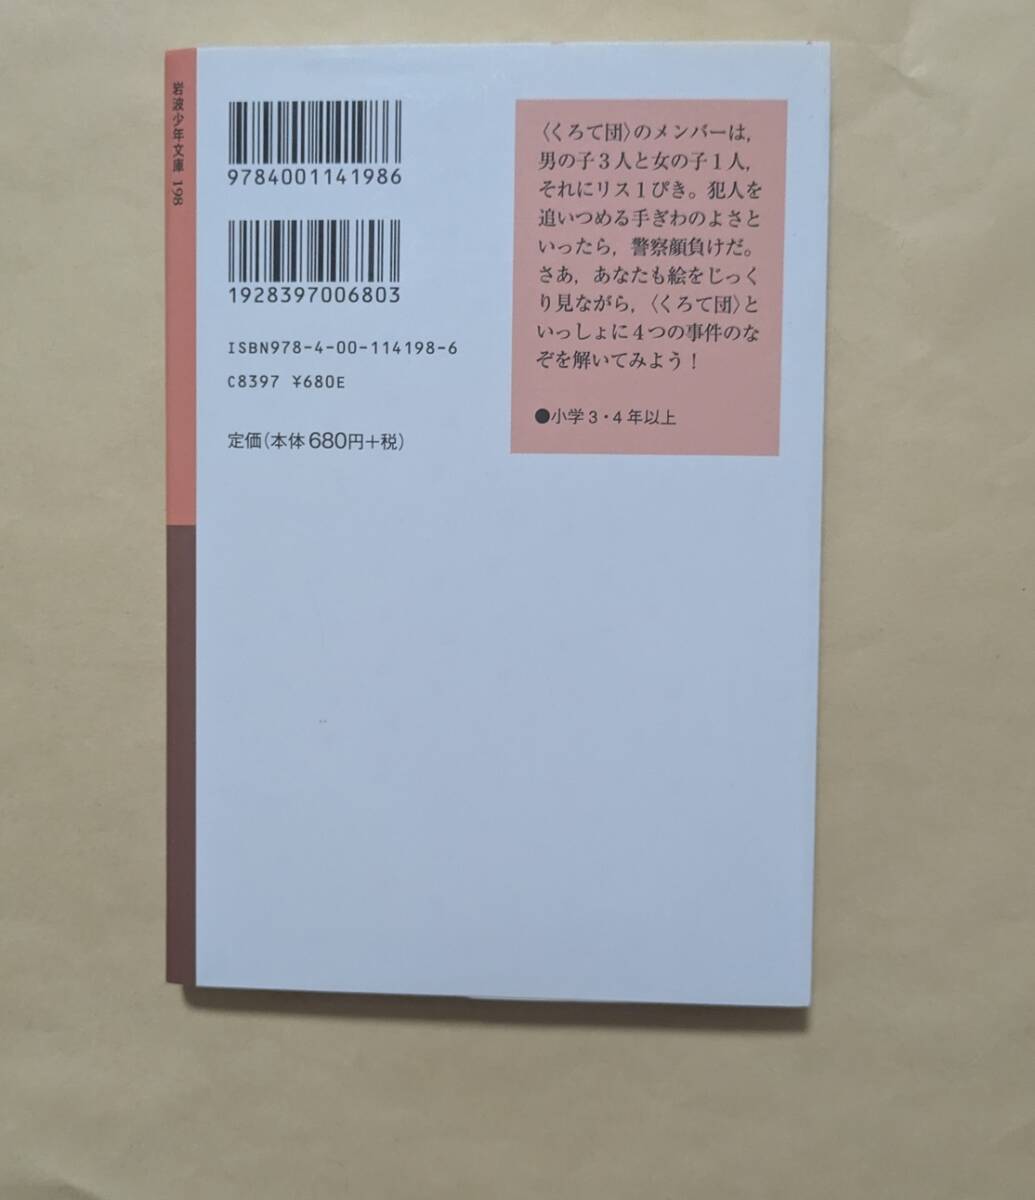 岩波少年文庫 198
9784001141986
1928397006803
ISBN978-4-00-114198-6
C8397 ¥680E
定価(本体680円+税)
〈くろて団〉のメンバーは,
男の子3人と女の子1人,
それにリス1ぴき。犯人を
追いつめる手ぎわのよさと
いったら,警察顔負けだ。
さあ,あなたも絵をじっく
り見ながら,〈くろて団〉と
いっしょに4つの事件のな
ぞを解いてみよう!
●小学3・4年以上